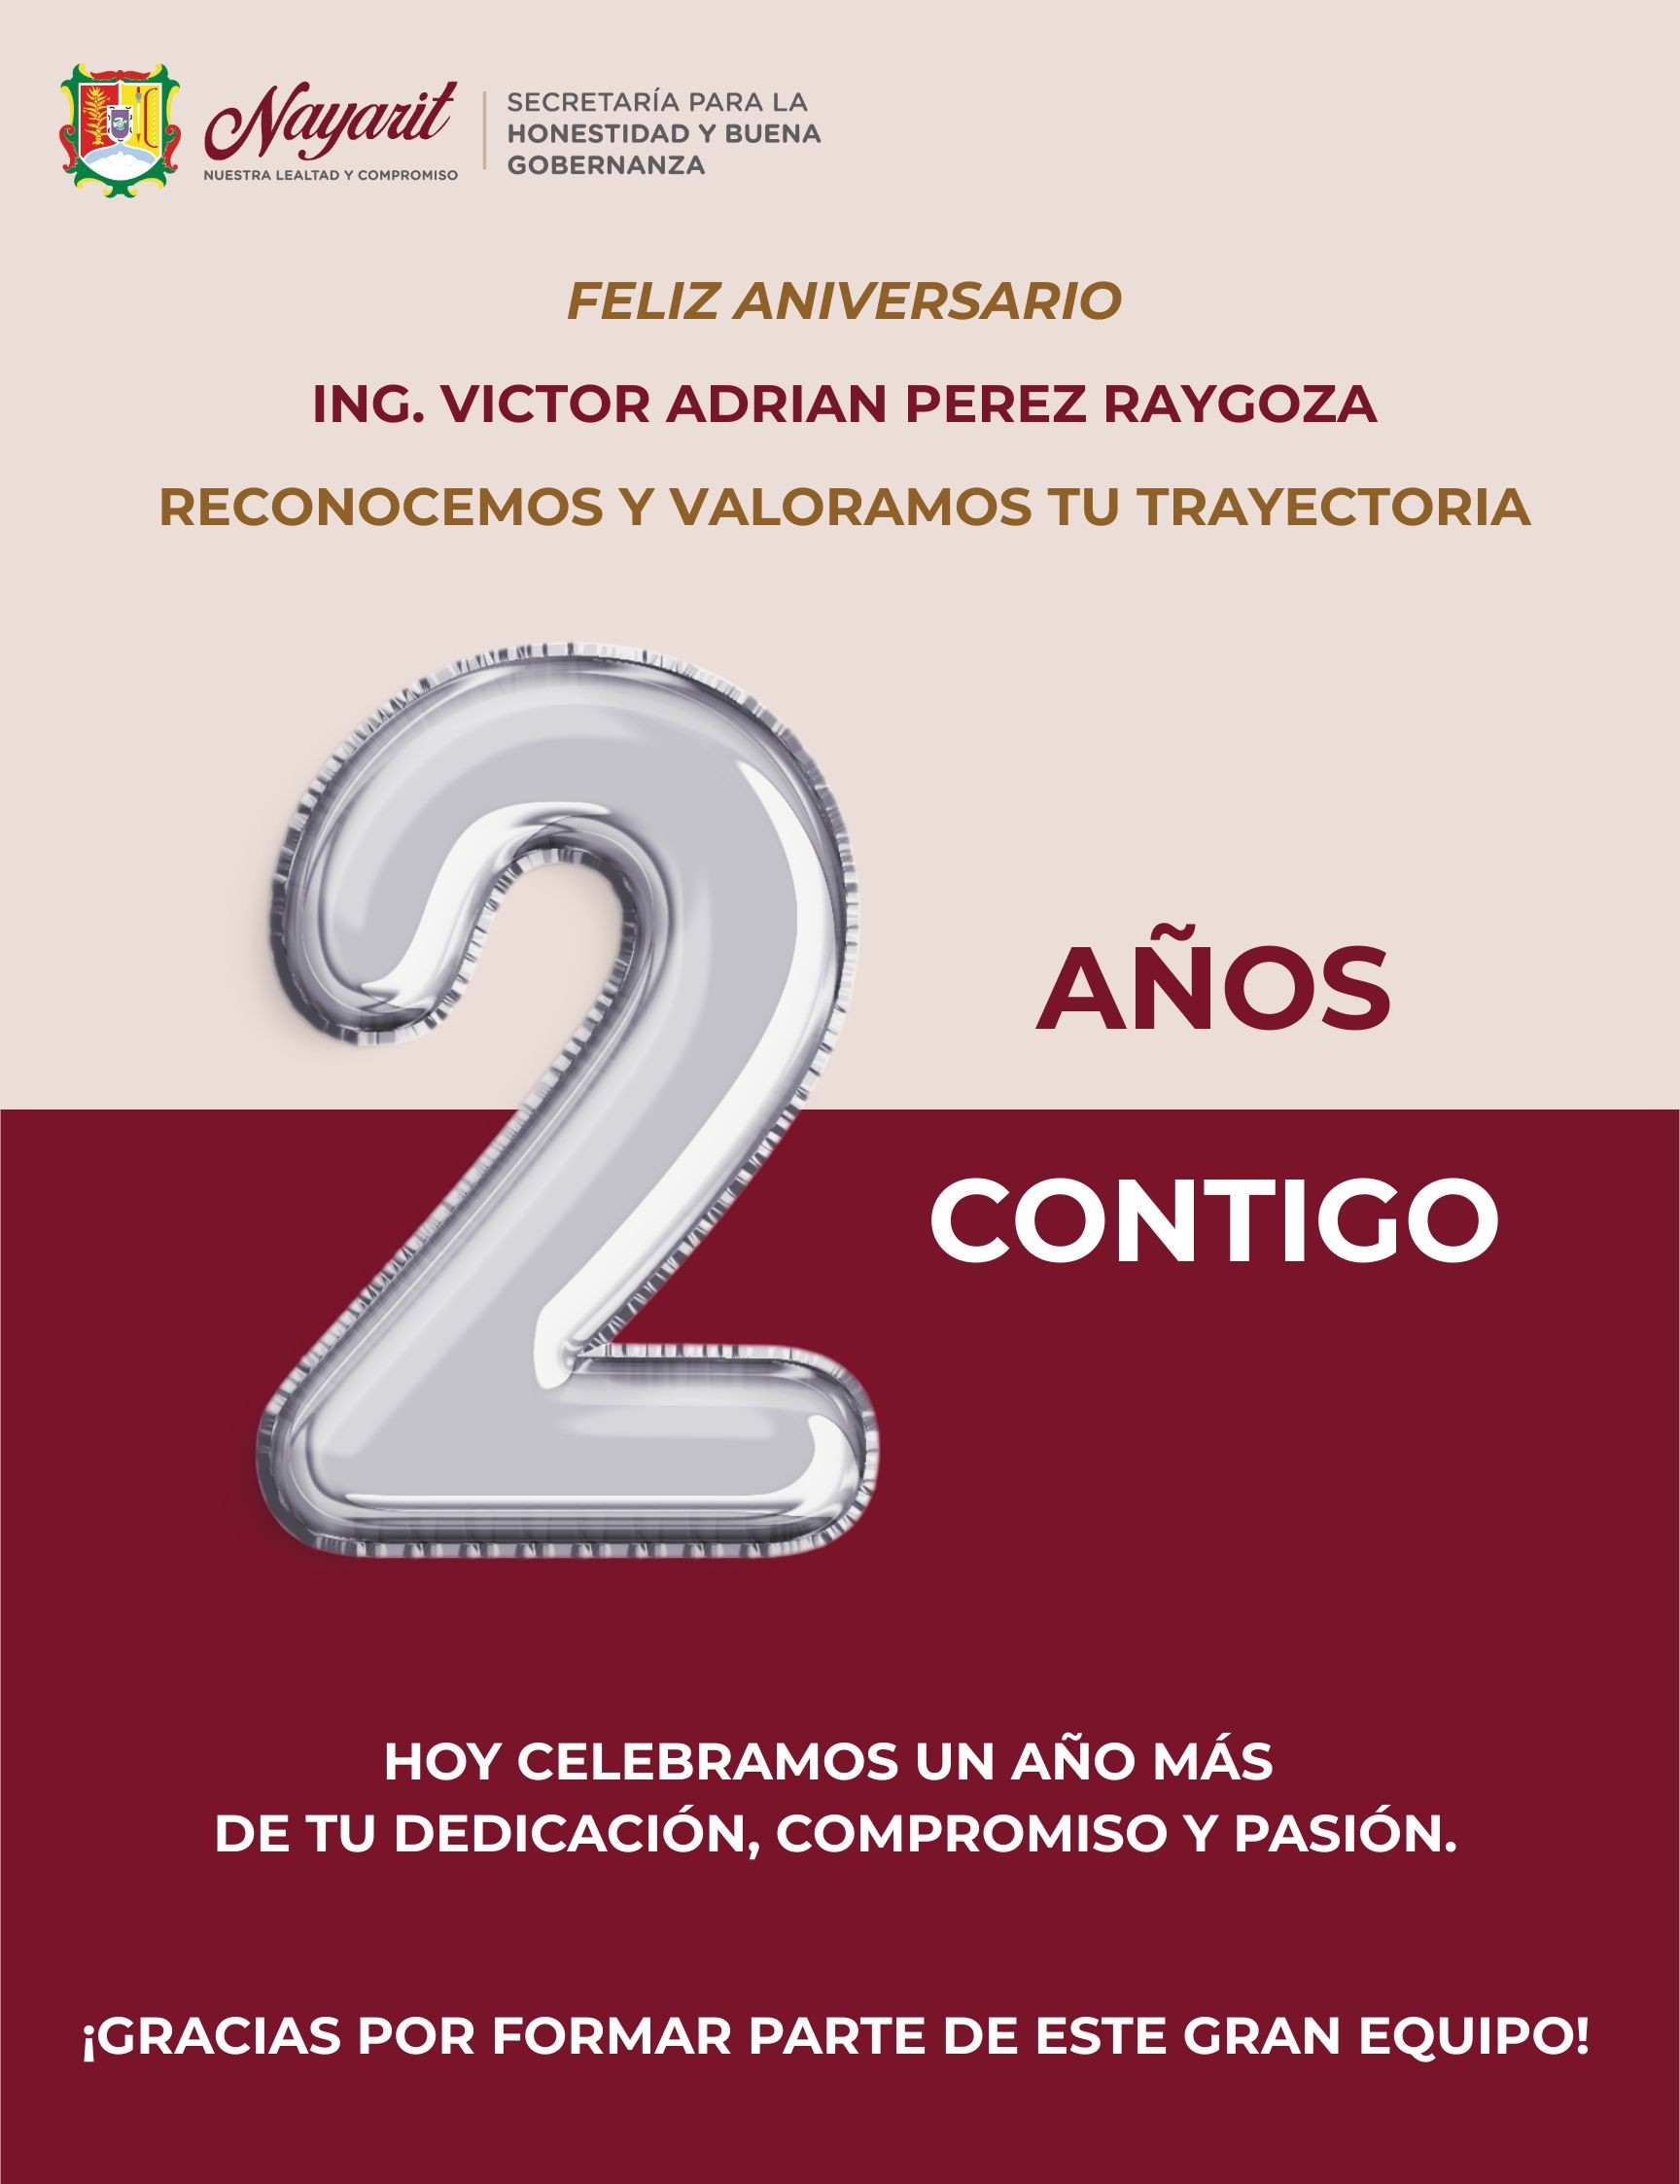 Nayarit
NUESTRA LEALTAD Y COMPROMISO
SECRETARÍA PARA LA
HONESTIDAD Y BUENA
GOBERNANZA
FELIZ ANIVERSARIO
ING. VICTOR ADRIAN PEREZ RAYGOZA
RECONOCEMOS Y VALORAMOS TU TRAYECTORIA
2
AÑOS
CONTIGO
HOY CELEBRAMOS UN AÑO MÁS
DE TU DEDICACIÓN, COMPROMISO Y PASIÓN.
¡GRACIAS POR FORMAR PARTE DE ESTE GRAN EQUIPO!